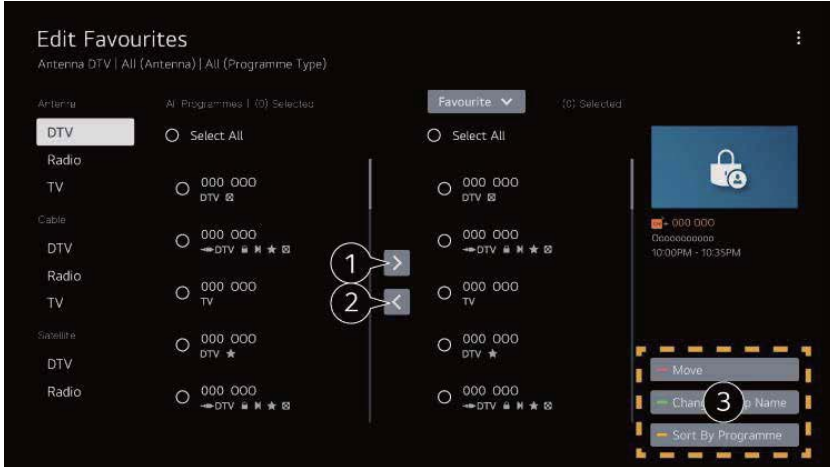 Edit Favourites
Antenna DTV | All (Antenna) | All (Programme Type)
Antenna
DTV
Radio
TV
Cable
DTV
Radio
TV
Satellite
DTV
Radio
All Programmes | (0) Selected
Select All
000 000
DTV
000 000
DTV
000 000
TV
000 000
DTV
000 000
DTV
1
2
Favourite
(0) Selected
Select All
000 000
DTV
000 000
DTV
000 000
TV
000 000
DTV
000 000
DTV
000 000
Oooooooooo
10:00PM - 10:35PM
Move
3
Name
Sort By Programme